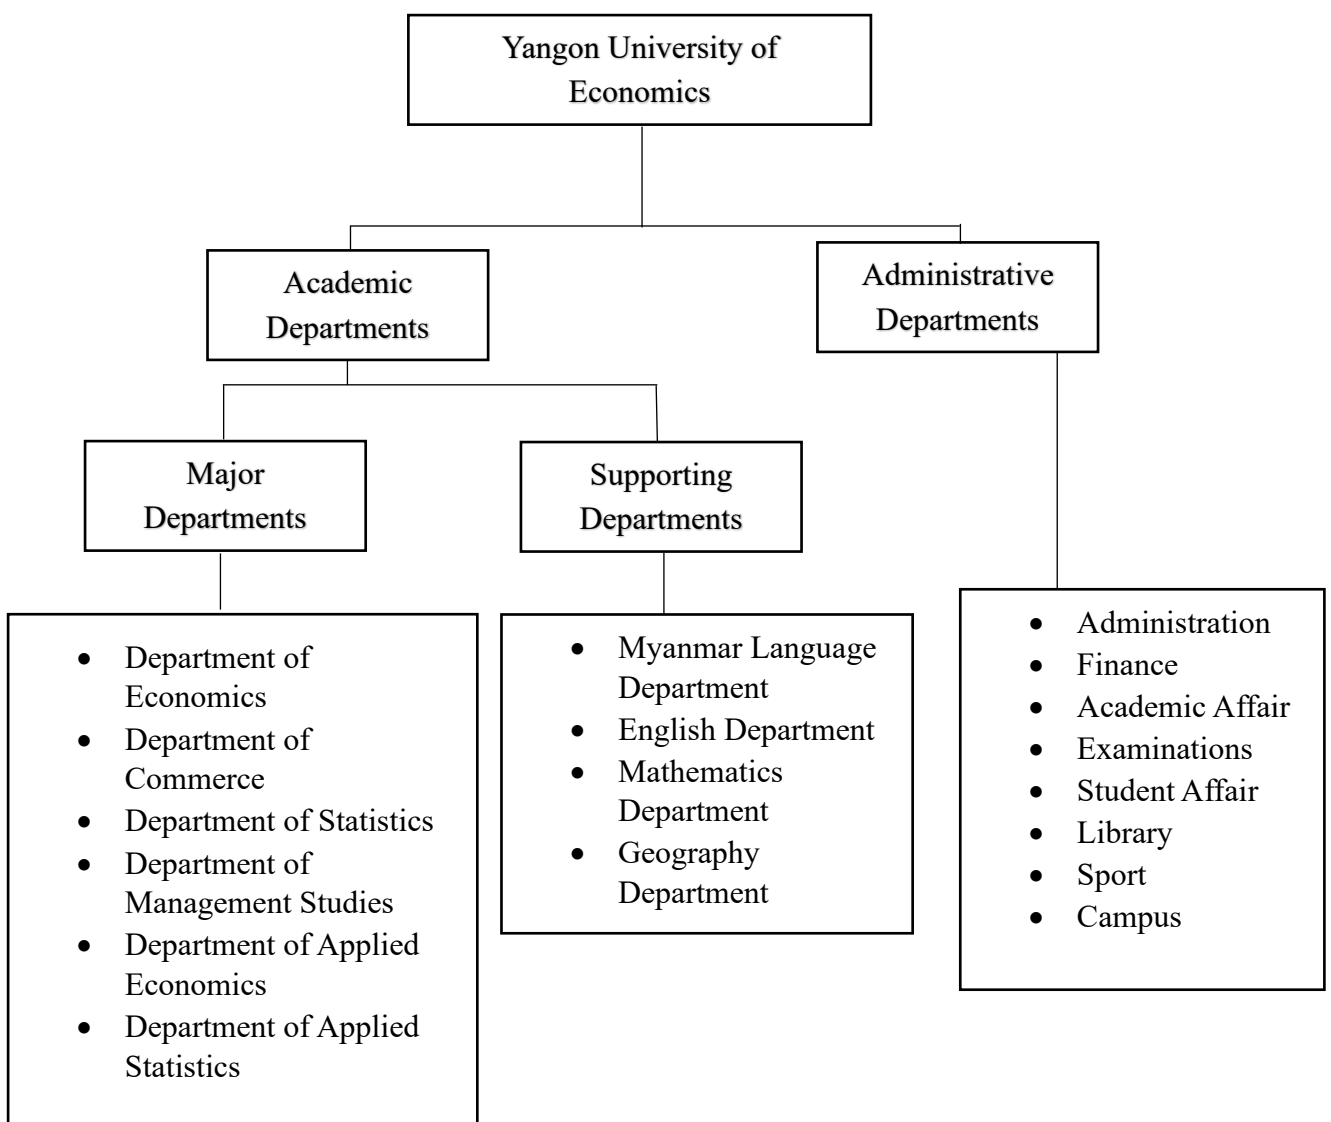 Yangon University of
Economics
Academic
Departments
Administrative
Departments
Major
Departments
Supporting
Departments
• Department of
Economics
• Department of
Commerce
• Department of Statistics
• Department of
Management Studies
• Department of Applied
Economics
• Department of Applied
Statistics
• Myanmar Language
Department
• English Department
• Mathematics
Department
• Geography
Department
• Administration
• Finance
• Academic Affair
• Examinations
• Student Affair
• Library
• Sport
• Campus